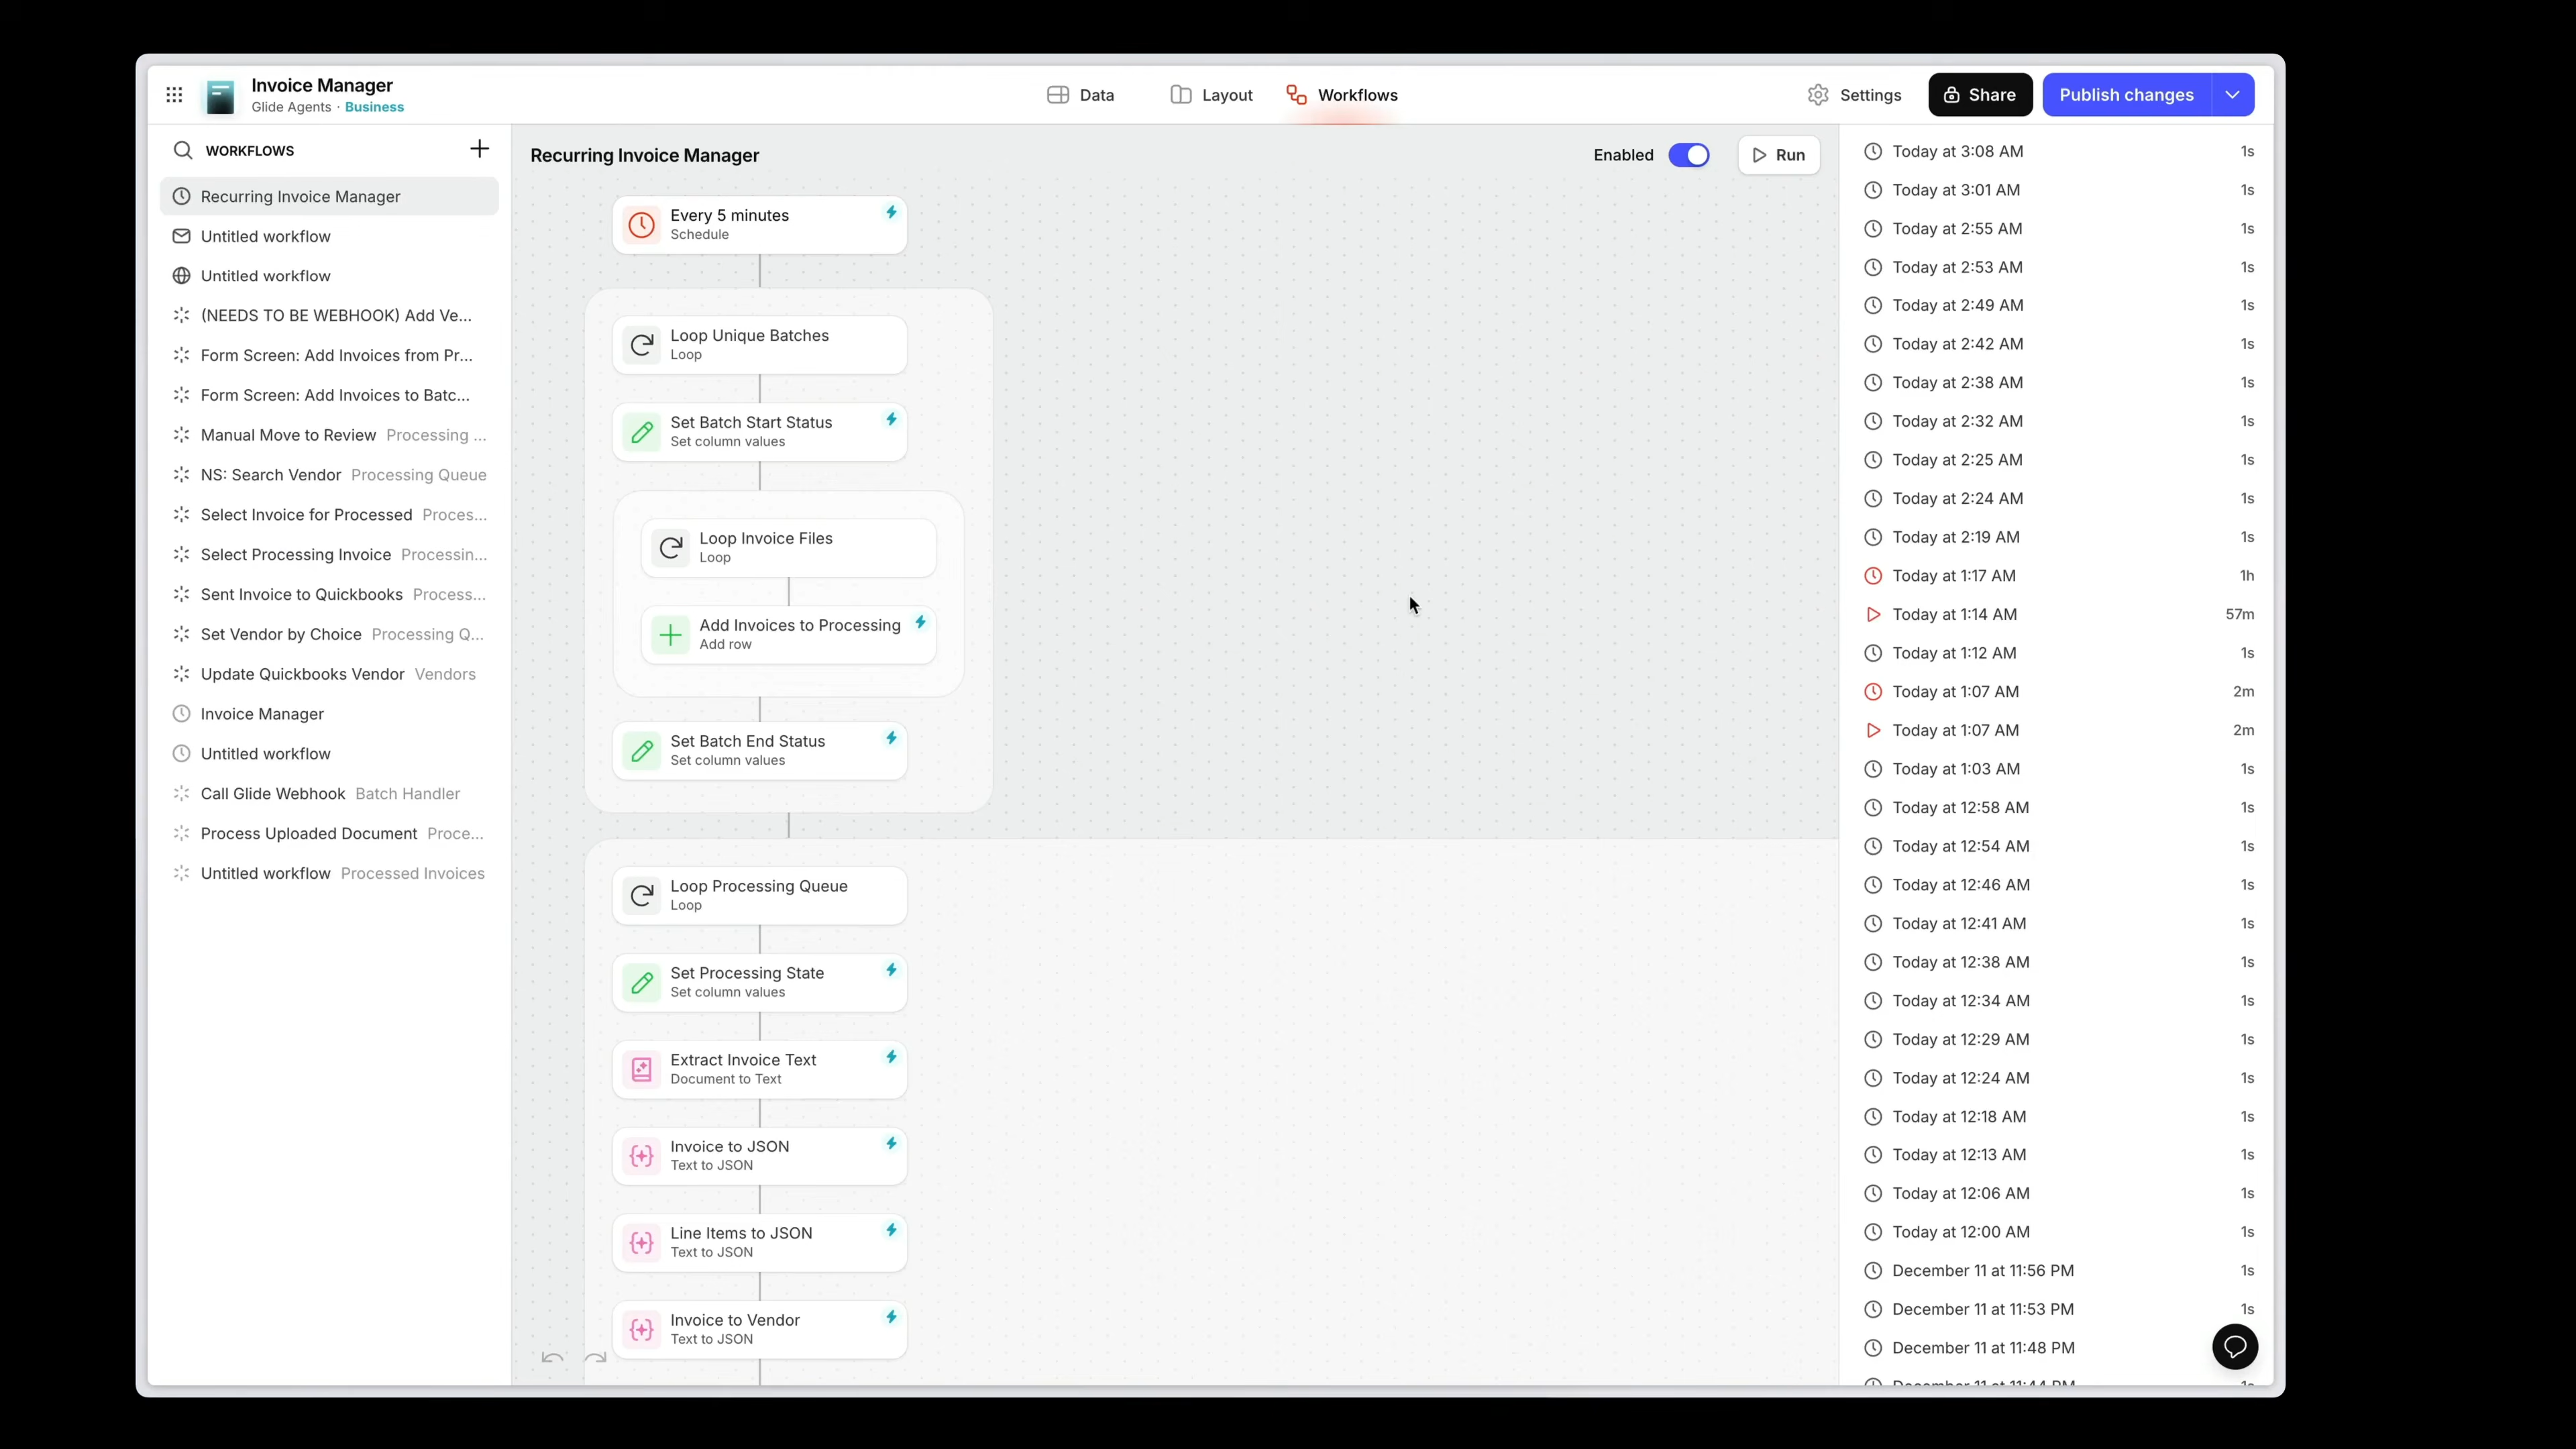 Invoice Manager
Glide Agents · Business
Data
Layout
Workflows
Settings
Share
Publish changes
WORKFLOWS
Recurring Invoice Manager
Untitled workflow
Untitled workflow
(NEEDS TO BE WEBHOOK) Add Ve...
Form Screen: Add Invoices from Pr...
Form Screen: Add Invoices to Batc...
Manual Move to Review Processing ...
NS: Search Vendor Processing Queue
Select Invoice for Processed Proces...
Select Processing Invoice Processin...
Sent Invoice to Quickbooks Process...
Set Vendor by Choice Processing Q...
Update Quickbooks Vendor Vendors
Invoice Manager
Untitled workflow
Call Glide Webhook Batch Handler
Process Uploaded Document Proce...
Untitled workflow Processed Invoices
Recurring Invoice Manager
Enabled
Run
Every 5 minutes
Schedule
Loop Unique Batches
Loop
Set Batch Start Status
Set column values
Loop Invoice Files
Loop
Add Invoices to Processing
Add row
Set Batch End Status
Set column values
Loop Processing Queue
Loop
Set Processing State
Set column values
Extract Invoice Text
Document to Text
Invoice to JSON
Text to JSON
Line Items to JSON
Text to JSON
Invoice to Vendor
Text to JSON
Today at 3:08 AM 1s
Today at 3:01 AM 1s
Today at 2:55 AM 1s
Today at 2:53 AM 1s
Today at 2:49 AM 1s
Today at 2:42 AM 1s
Today at 2:38 AM 1s
Today at 2:32 AM 1s
Today at 2:25 AM 1s
Today at 2:24 AM 1s
Today at 2:19 AM 1s
Today at 1:17 AM 1h
Today at 1:14 AM 57m
Today at 1:12 AM 1s
Today at 1:07 AM 2m
Today at 1:07 AM 2m
Today at 1:03 AM 1s
Today at 12:58 AM 1s
Today at 12:54 AM 1s
Today at 12:46 AM 1s
Today at 12:41 AM 1s
Today at 12:38 AM 1s
Today at 12:34 AM 1s
Today at 12:29 AM 1s
Today at 12:24 AM 1s
Today at 12:18 AM 1s
Today at 12:13 AM 1s
Today at 12:06 AM 1s
Today at 12:00 AM 1s
December 11 at 11:56 PM 1s
December 11 at 11:53 PM 1s
December 11 at 11:48 PM
December 11 at 11:44 PM 1s